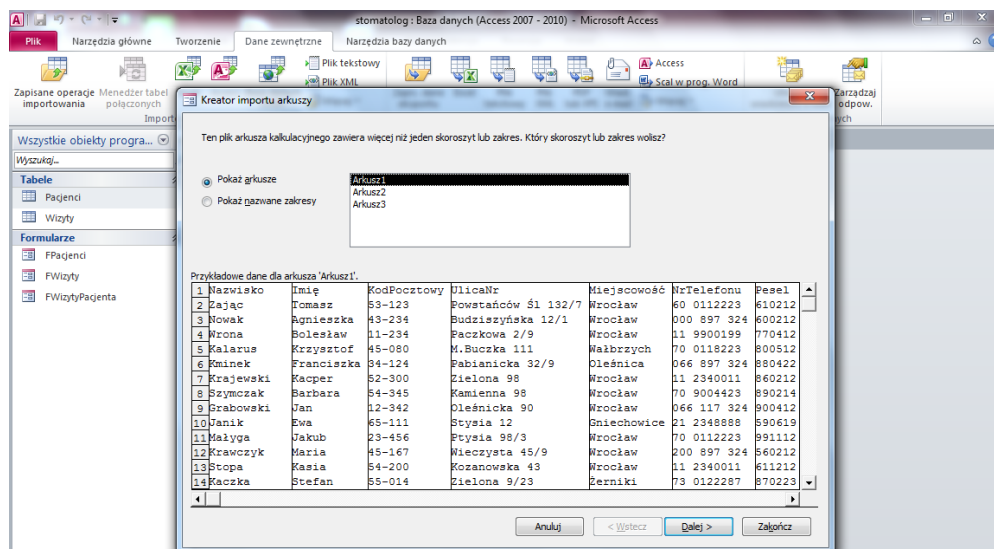 stomatolog : Baza danych (Access 2007 - 2010) - Microsoft Access
Plik Narzędzia główne Tworzenie Dane zewnętrzne Narzędzia bazy danych
Plik tekstowy
Access
Plik XML
Scal w prog. Word
Zapisane operacje importowania
Menedżer tabel połączonych
Zarządzaj odpow.
Import
Kreator importu arkuszy
Ten plik arkusza kalkulacyjnego zawiera więcej niż jeden skoroszyt lub zakres. Który skoroszyt lub zakres wolisz?
Wszystkie obiekty progra...
Wyszukaj...
Tabele
Pacjenci
Wizyty
Formularze
FPacjenci
FWizyty
FWizytyPacjenta
Pokaż arkusze
Pokaż nazwane zakresy
Arkusz1
Arkusz2
Arkusz3
Przykładowe dane dla arkusza 'Arkusz1'.
1 Nazwisko Imię KodPocztowy UlicaNr Miejscowość NrTelefonu Pesel
2 Zając Tomasz 53-123 Powstańców Śl 132/7 Wrocław 60 0112223 610212
3 Nowak Agnieszka 43-234 Budziszyńska 12/1 Wrocław 000 897 324 600212
4 Wrona Bolesław 11-234 Paczkowa 2/9 Wrocław 11 9900199 770412
5 Kalarus Krzysztof 45-080 M.Buczka 111 Wałbrzych 70 0118223 800512
6 Kminek Franciszka 34-124 Pabianicka 32/9 Oleśnica 066 897 324 880422
7 Krajewski Kacper 52-300 Zielona 98 Wrocław 11 2340011 860212
8 Szymczak Barbara 54-345 Kamienna 98 Wrocław 70 9004423 890214
9 Grabowski Jan 12-342 Oleśnicka 90 Wrocław 066 117 324 900412
10 Janik Ewa 65-111 Stysia 12 Gniechowice 21 2348888 590619
11 Małyga Jakub 23-456 Ptysia 98/3 Wrocław 70 0112223 991112
12 Krawczyk Maria 45-167 Wieczysta 45/9 Wrocław 200 897 324 560212
13 Stopa Kasia 54-200 Kozanowska 43 Wrocław 11 2340011 611212
14 Kaczka Stefan 55-014 Zielona 9/23 Żerniki 73 0122287 870223
Anuluj < Wstecz Dalej > Zakończ